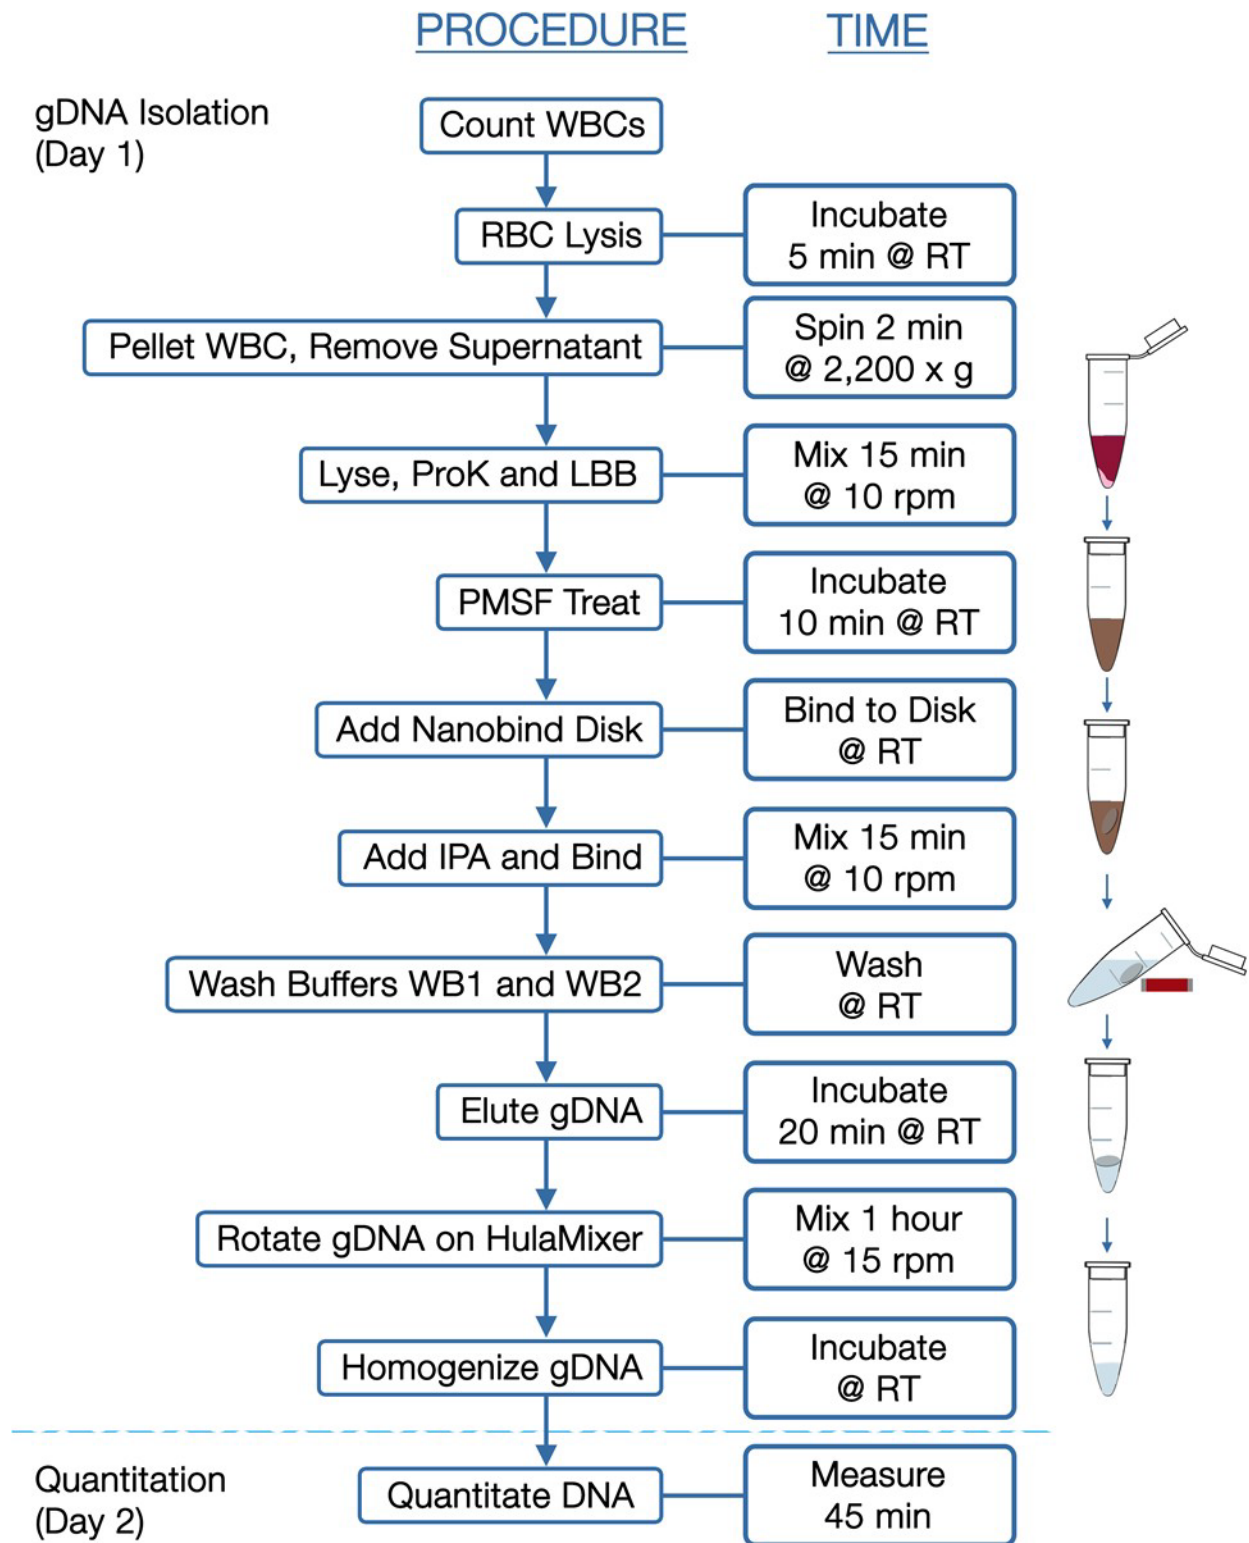 PROCEDURE TIME
gDNA Isolation
(Day 1)
Count WBCs
RBC Lysis
Incubate
5 min @ RT
Pellet WBC, Remove Supernatant
Spin 2 min
@ 2,200 x g
Lyse, ProK and LBB
Mix 15 min
@ 10 rpm
PMSF Treat
Incubate
10 min @ RT
Add Nanobind Disk
Bind to Disk
@ RT
Add IPA and Bind
Mix 15 min
@ 10 rpm
Wash Buffers WB1 and WB2
Wash
@ RT
Elute gDNA
Incubate
20 min @ RT
Rotate gDNA on HulaMixer
Mix 1 hour
@ 15 rpm
Homogenize gDNA
Incubate
@ RT
Quantitation
(Day 2)
Quantitate DNA
Measure
45 min